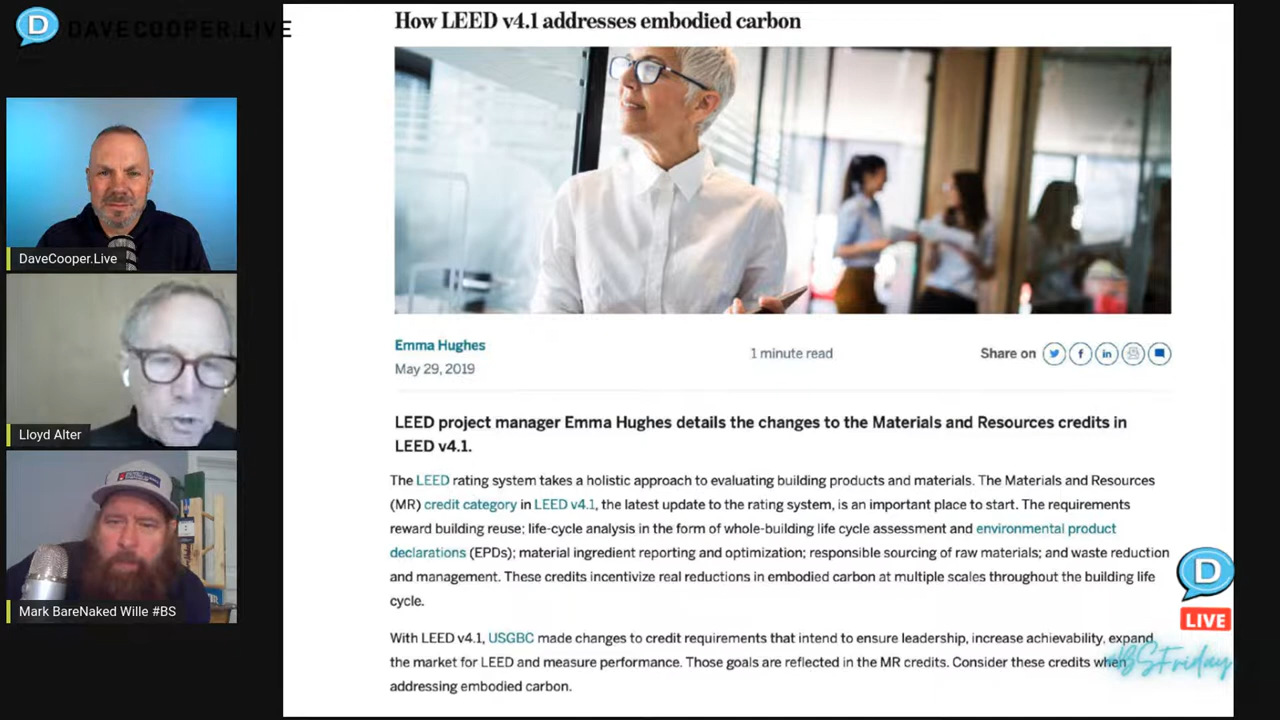 D DAVECOOPER.LIVE
How LEED v4.1 addresses embodied carbon
DaveCooper.Live
Lloyd Alter
Mark BareNaked Wille #BS
Emma Hughes
May 29, 2019
1 minute read
Share on
LEED project manager Emma Hughes details the changes to the Materials and Resources credits in
LEED v4.1.
The LEED rating system takes a holistic approach to evaluating building products and materials. The Materials and Resources
(MR) credit category in LEED v4.1, the latest update to the rating system, is an important place to start. The requirements
reward building reuse; life-cycle analysis in the form of whole-building life cycle assessment and environmental product
declarations (EPDs); material ingredient reporting and optimization; responsible sourcing of raw materials; and waste reduction
and management. These credits incentivize real reductions in embodied carbon at multiple scales throughout the building life
cycle.
With LEED v4.1, USGBC made changes to credit requirements that intend to ensure leadership, increase achievability, expand
the market for LEED and measure performance. Those goals are reflected in the MR credits. Consider these credits when
addressing embodied carbon.
D
LIVE
#BSFriday